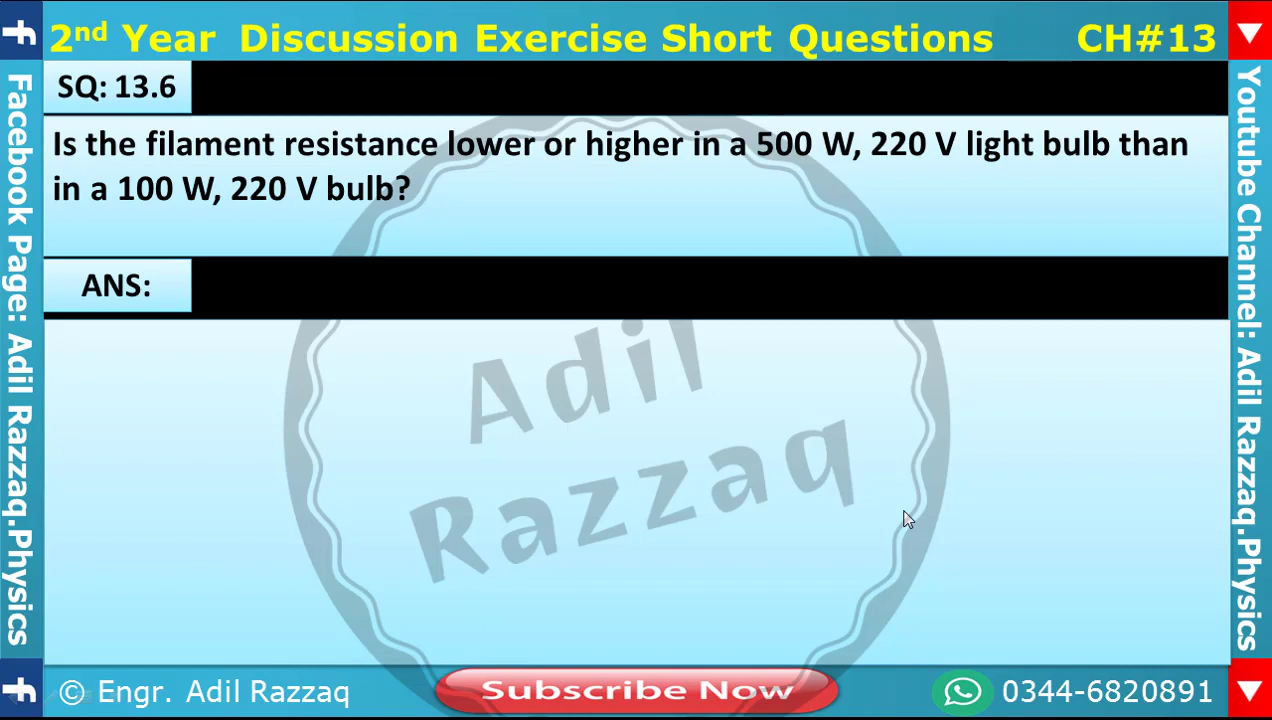 2nd Year Discussion Exercise Short Questions CH#13
SQ: 13.6
Is the filament resistance lower or higher in a 500 W, 220 V light bulb than
in a 100 W, 220 V bulb?
ANS:
Adil
Razzaq
Facebook Page: Adil Razzaq.Physics
Youtube Channel: Adil Razzaq.Physics
© Engr. Adil Razzaq
Subscribe Now
0344-6820891